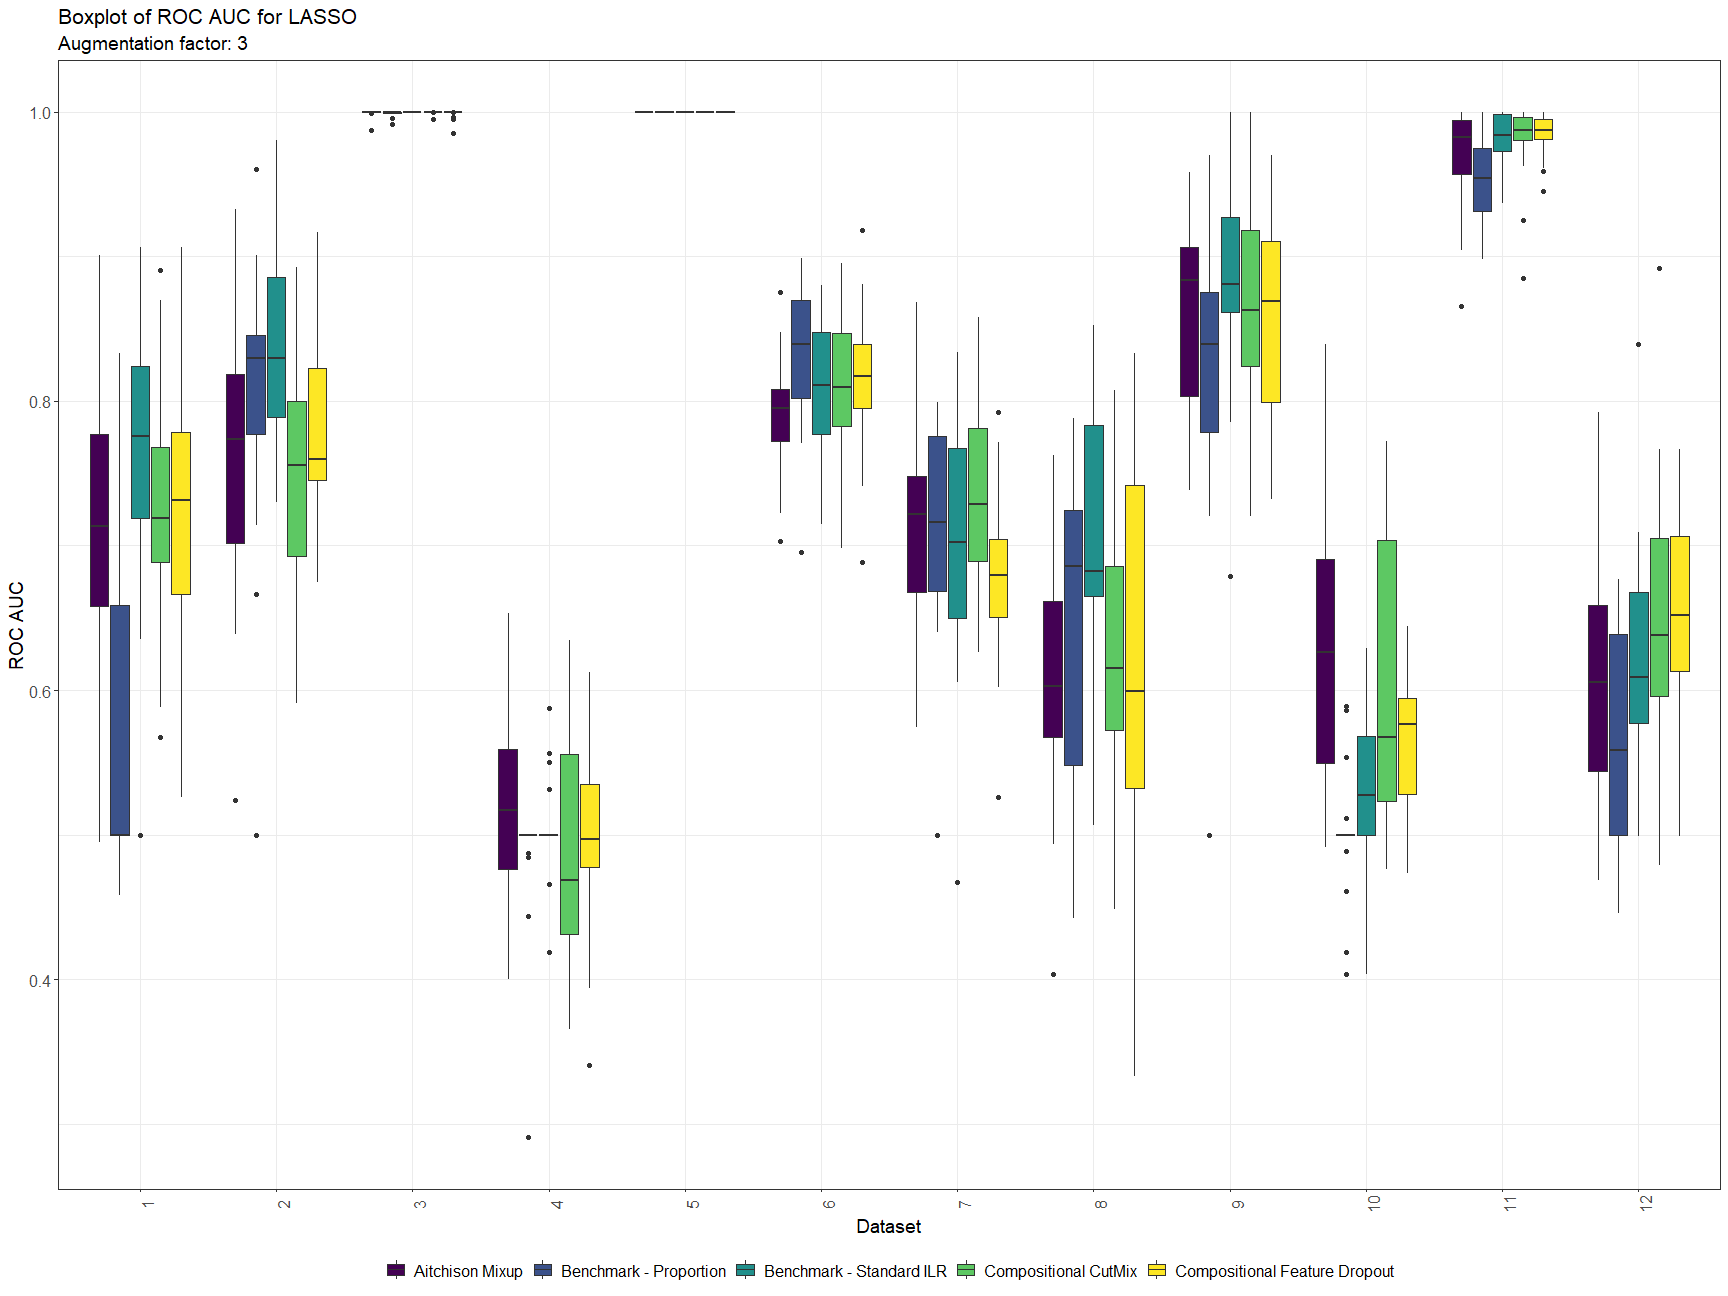 Boxplot of ROC AUC for LASSO
Augmentation factor: 3
ROC AUC
1.0
0.8
0.6
0.4
1 2 3 4 5 6 7 8 9 10 11 12
Dataset
Aitchison Mixup Benchmark - Proportion Benchmark - Standard ILR Compositional CutMix Compositional Feature Dropout